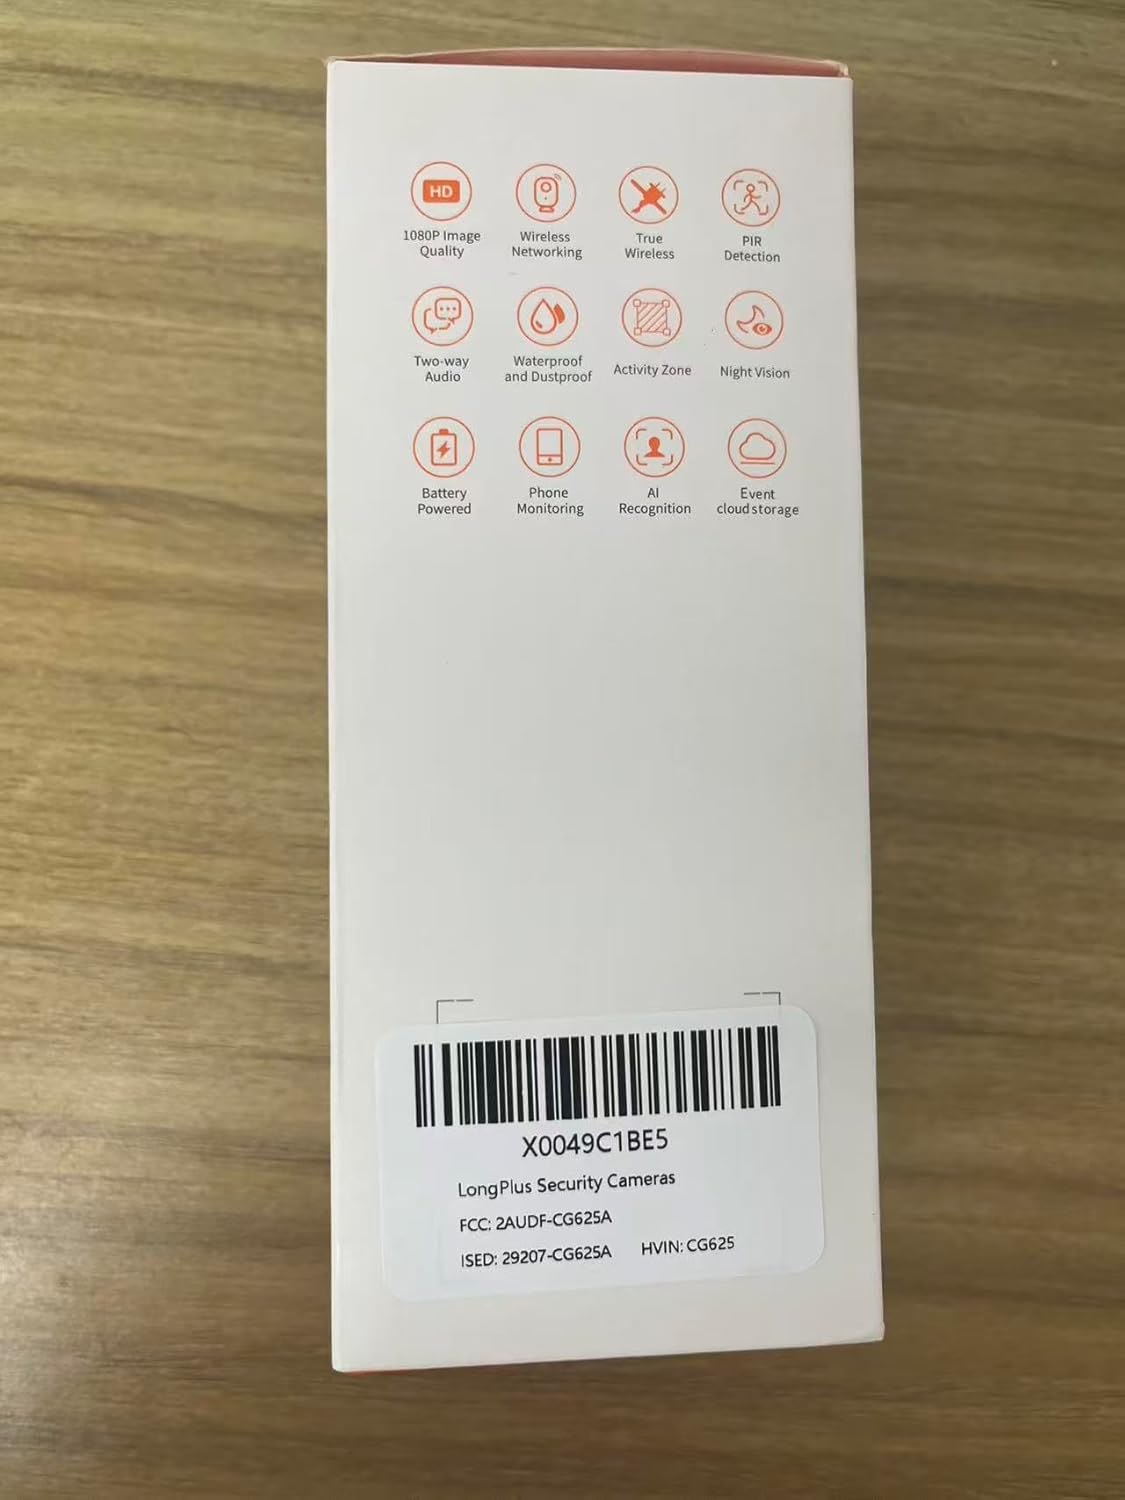 HD
1080P Image
Quality
Wireless
Networking
True
Wireless
PIR
Detection
Two-way
Audio
Waterproof
and Dustproof
Activity Zone
Night Vision
Battery
Powered
Phone
Monitoring
AI
Recognition
Event
cloud storage
X0049C1BE5
LongPlus Security Cameras
FCC: 2AUDF-CG625A
ISED: 29207-CG625A HVIN: CG625